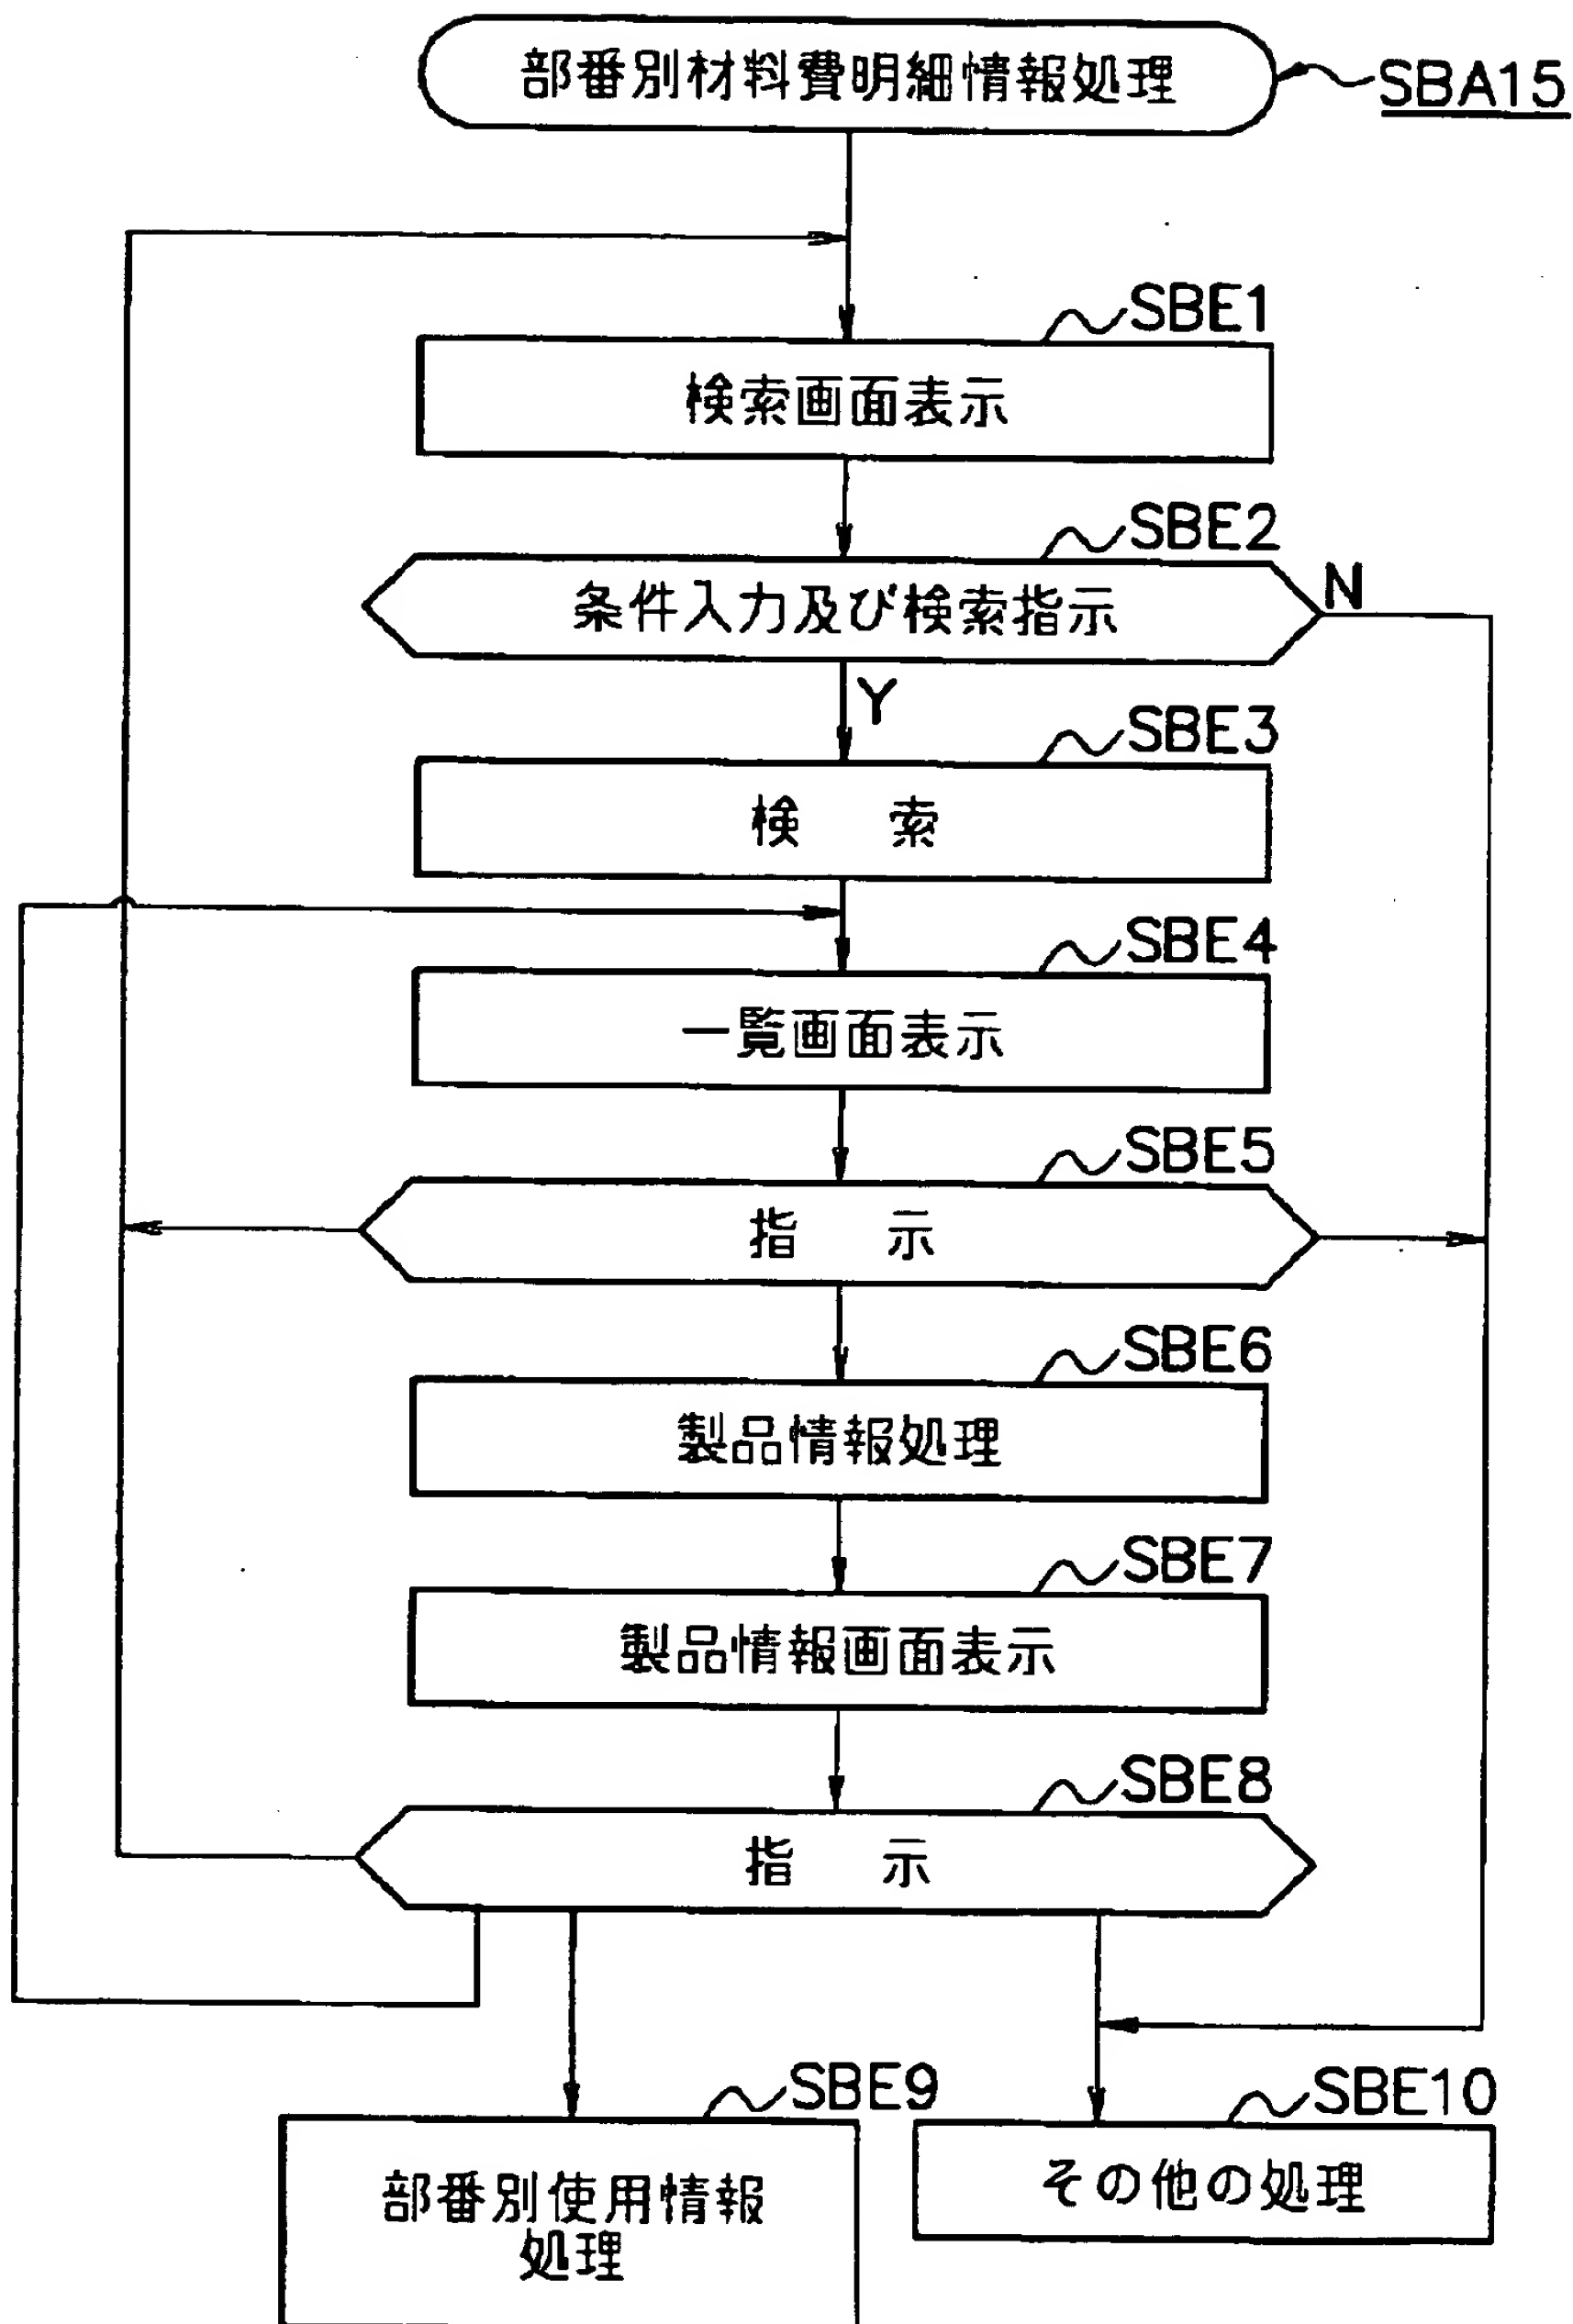 部番別材料費明細情報処理
SBA15
SBE1
検索画面表示
SBE2
条件入力及び検索指示
N
Y
SBE3
検 索
SBE4
一覧画面表示
SBE5
指 示
SBE6
製品情報処理
SBE7
製品情報画面表示
SBE8
指 示
SBE9
部番別使用情報
処理
SBE10
その他の処理